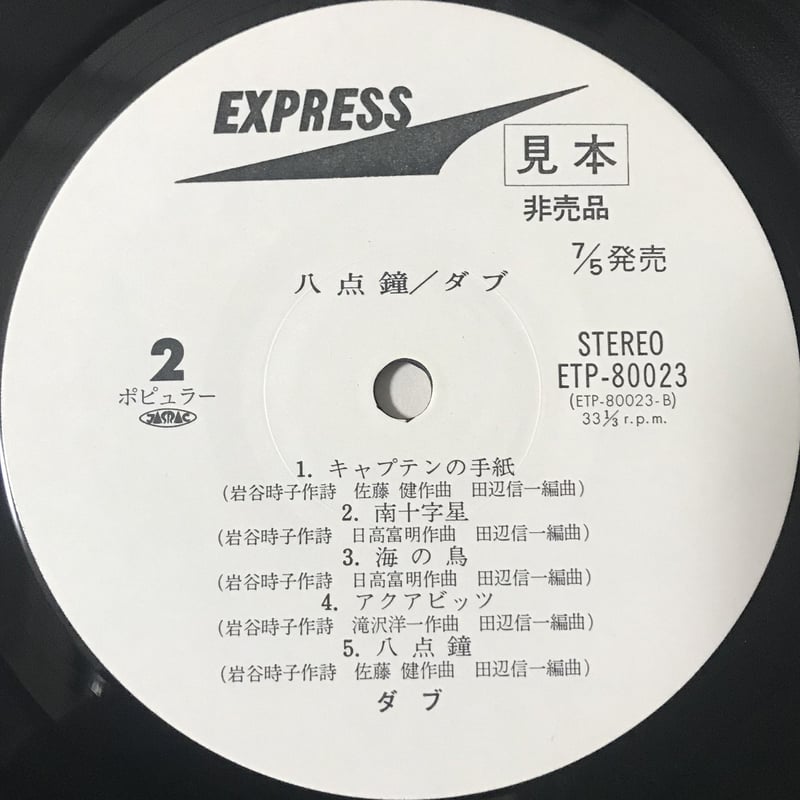 EXPRESS
見本
非売品
7/5発売
八点鐘/ダブ
2
ポピュラー
JASRAC
STEREO
ETP-80023
(ETP-80023-B)
33 1/3 r.p.m.
1. キャプテンの手紙
(岩谷時子作詩 佐藤 健作曲 田辺信一編曲)
2. 南十字星
(岩谷時子作詩 日高富明作曲 田辺信一編曲)
3. 海の鳥
(岩谷時子作詩 日高富明作曲 田辺信一編曲)
4. アクアビッツ
(岩谷時子作詩 滝沢洋一作曲 田辺信一編曲)
5. 八点鐘
(岩谷時子作詩 佐藤 健作曲 田辺信一編曲)
ダブ